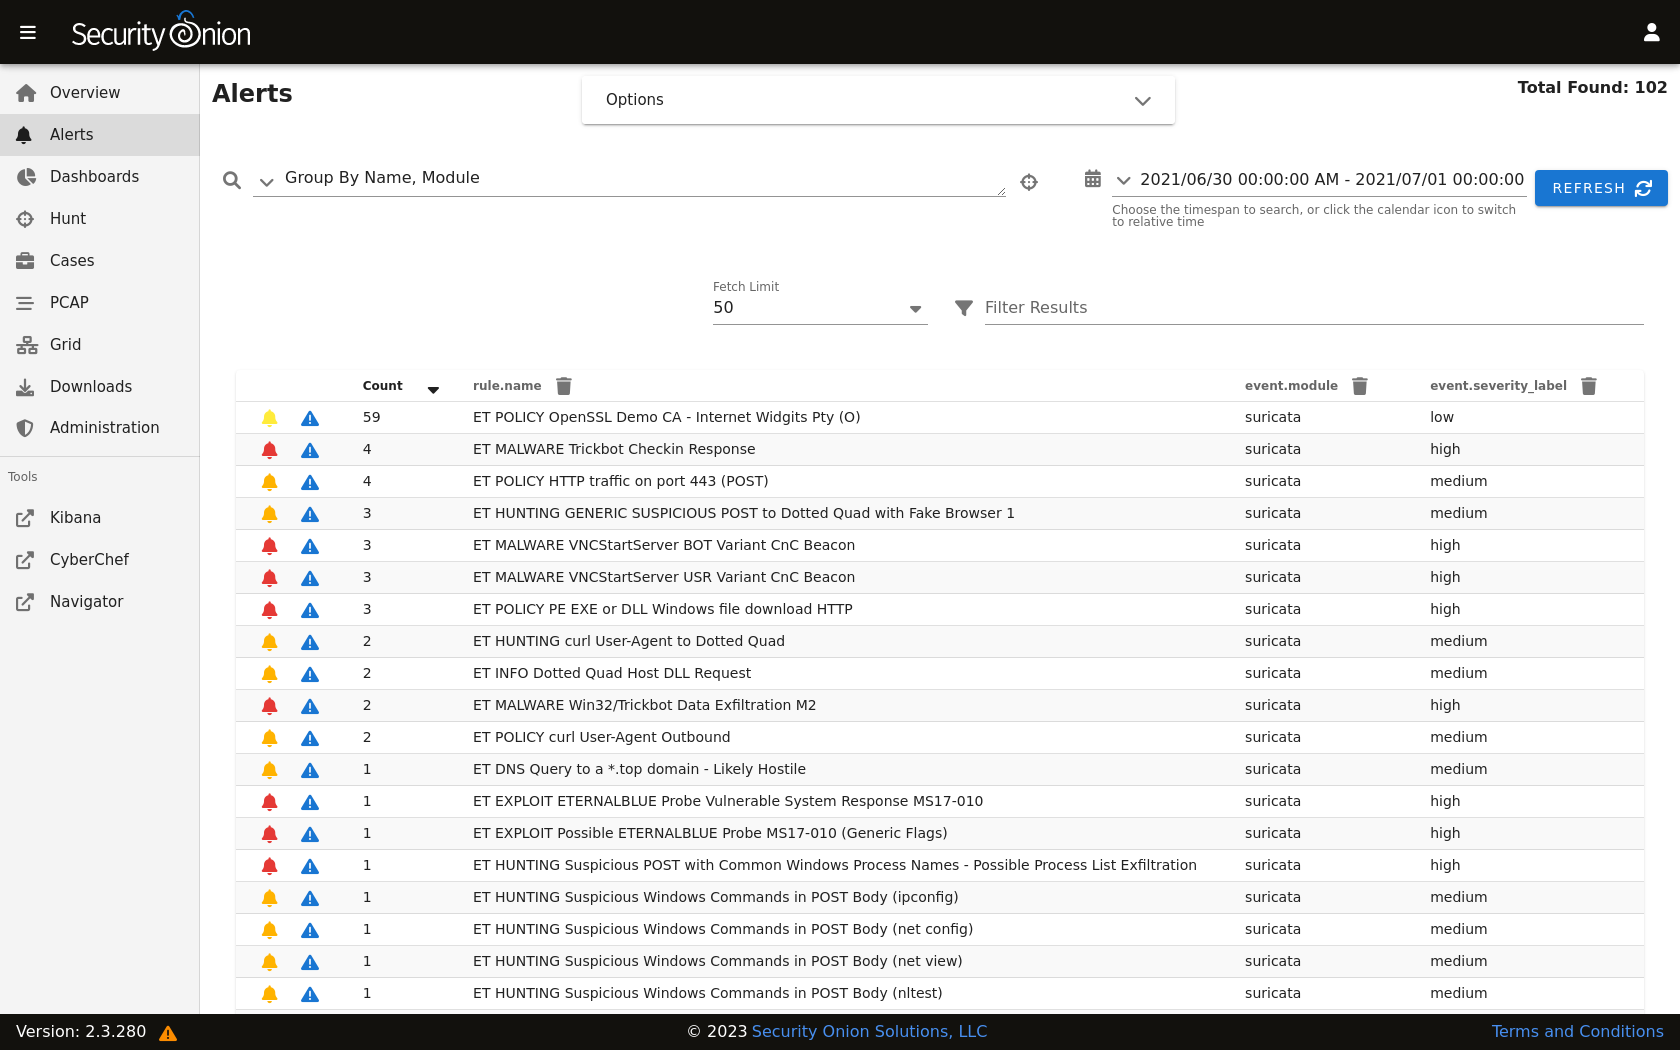 Security Onion
Overview
Alerts
Dashboards
Hunt
Cases
PCAP
Grid
Downloads
Administration
Tools
Kibana
CyberChef
Navigator
Alerts
Options
Total Found: 102
Group By Name, Module
2021/06/30 00:00:00 AM - 2021/07/01 00:00:00
REFRESH
Choose the timespan to search, or click the calendar icon to switch
to relative time
Fetch Limit
50
Filter Results
Count rule.name event.module event.severity_label
59 ET POLICY OpenSSL Demo CA - Internet Widgits Pty (O) suricata low
4 ET MALWARE Trickbot Checkin Response suricata high
4 ET POLICY HTTP traffic on port 443 (POST) suricata medium
3 ET HUNTING GENERIC SUSPICIOUS POST to Dotted Quad with Fake Browser 1 suricata medium
3 ET MALWARE VNCStartServer BOT Variant CnC Beacon suricata high
3 ET MALWARE VNCStartServer USR Variant CnC Beacon suricata high
3 ET POLICY PE EXE or DLL Windows file download HTTP suricata high
2 ET HUNTING curl User-Agent to Dotted Quad suricata medium
2 ET INFO Dotted Quad Host DLL Request suricata medium
2 ET MALWARE Win32/Trickbot Data Exfiltration M2 suricata high
2 ET POLICY curl User-Agent Outbound suricata medium
1 ET DNS Query to a *.top domain - Likely Hostile suricata medium
1 ET EXPLOIT ETERNALBLUE Probe Vulnerable System Response MS17-010 suricata high
1 ET EXPLOIT Possible ETERNALBLUE Probe MS17-010 (Generic Flags) suricata high
1 ET HUNTING Suspicious POST with Common Windows Process Names - Possible Process List Exfiltration suricata high
1 ET HUNTING Suspicious Windows Commands in POST Body (ipconfig) suricata medium
1 ET HUNTING Suspicious Windows Commands in POST Body (net config) suricata medium
1 ET HUNTING Suspicious Windows Commands in POST Body (net view) suricata medium
1 ET HUNTING Suspicious Windows Commands in POST Body (nltest) suricata medium
Version: 2.3.280
© 2023 Security Onion Solutions, LLC
Terms and Conditions